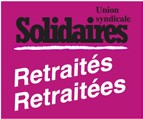 Union
syndicale
Solidaires
Retraités
Retraitées